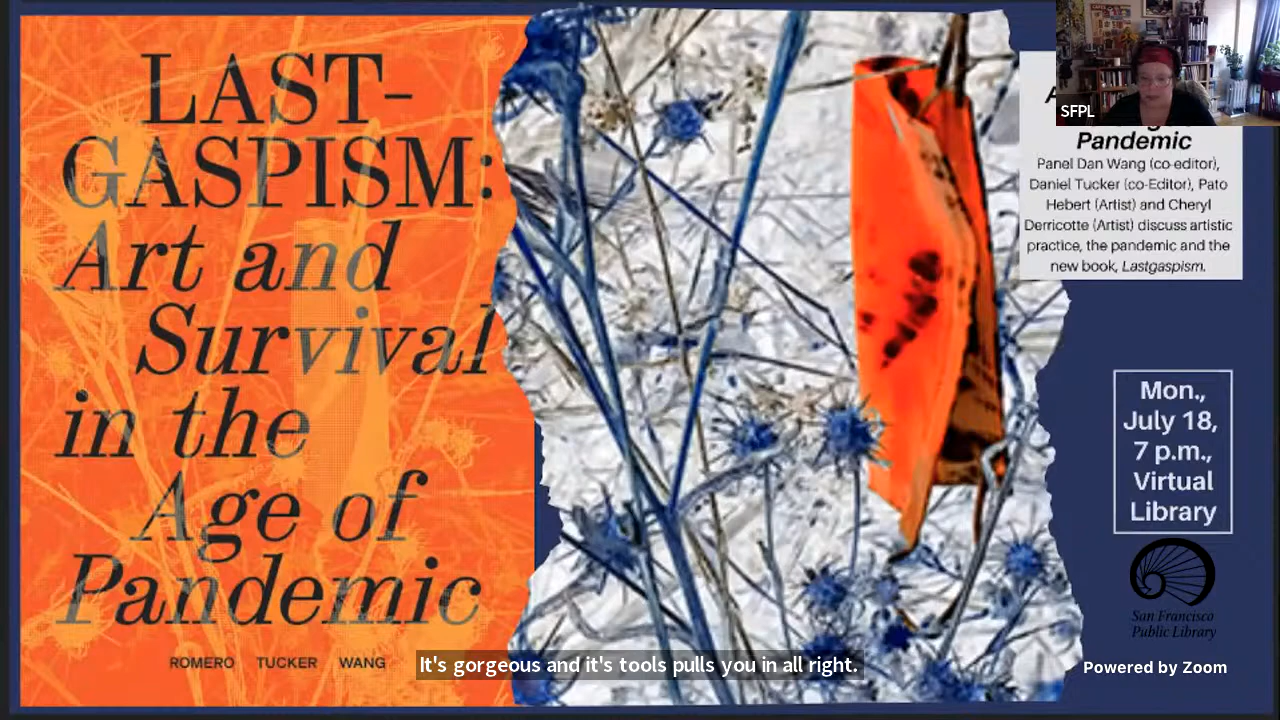 LAST-
GASPISM:
Art and
Survival
in the
Age of
Pandemic
ROMERO TUCKER WANG
SFPL
Pandemic
Panel Dan Wang (co-editor),
Daniel Tucker (co-Editor), Pato
Hebert (Artist) and Cheryl
Derricotte (Artist) discuss artistic
practice, the pandemic and the
new book, Lastgaspism.
Mon.,
July 18,
7 p.m.,
Virtual
Library
San Francisco
Public Library
It's gorgeous and it's tools pulls you in all right.
Powered by Zoom